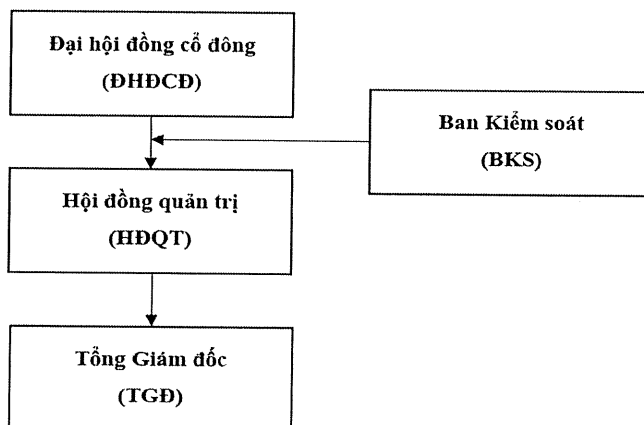 Đại hội đồng cổ đông
(ĐHĐCĐ)
Ban Kiểm soát
(BKS)
Hội đồng quản trị
(HĐQT)
Tổng Giám đốc
(TGĐ)